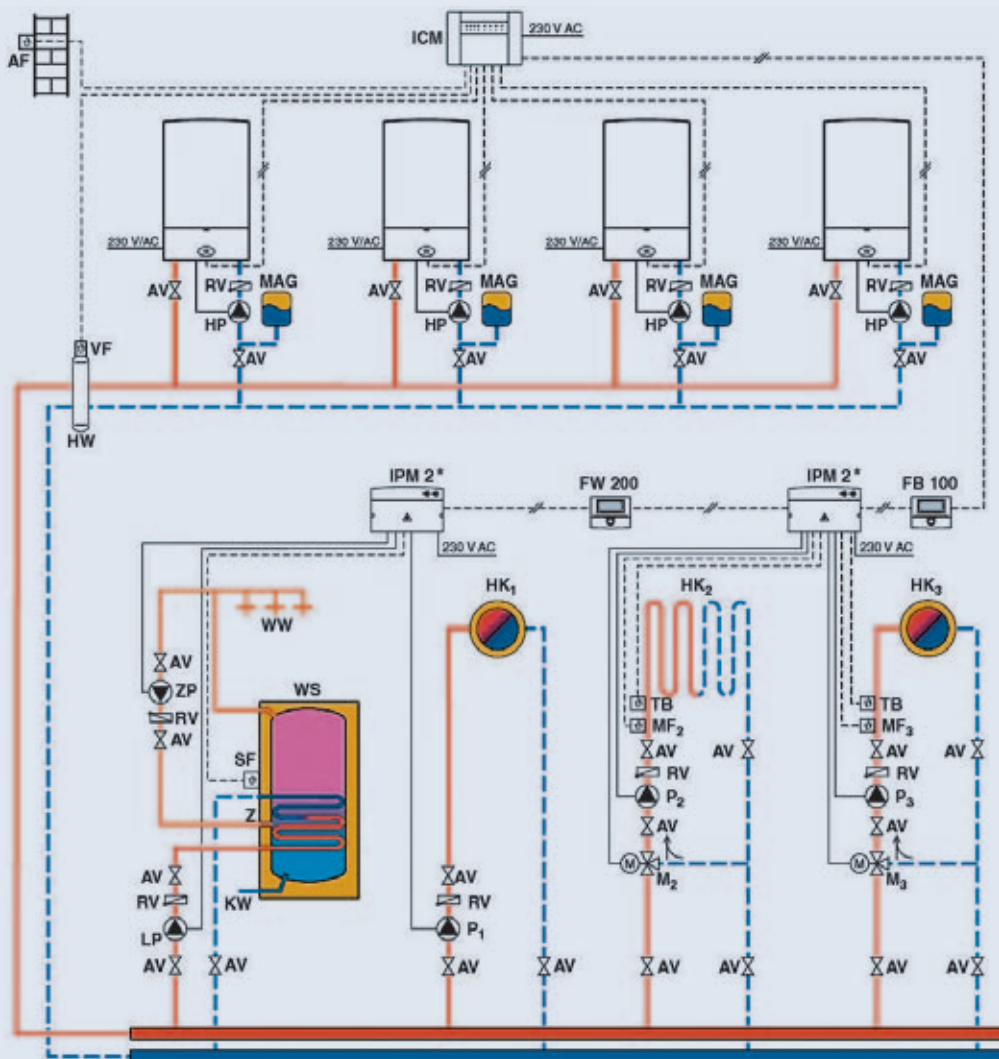 ICM
230 V AC
AF
230 V/AC
230 V/AC
230 V/AC
230 V/AC
AV RV MAG
AV RV MAG
AV RV MAG
AV RV MAG
HP
HP
HP
HP
VF
AV
AV
AV
AV
HW
IPM 2*
FW 200
IPM 2*
FB 100
230 V AC
230 V AC
HK1
HK2
HK3
WW
AV
ZP
WS
RV
TB
TB
AV
MF2
MF3
SF
AV
AV
AV
AV
RV
RV
Z
P2
P3
AV
AV
M
M
AV
AV
M2
M3
RV
KW
RV
LP
P1
AV
AV
AV
AV
AV
AV
AV
AV